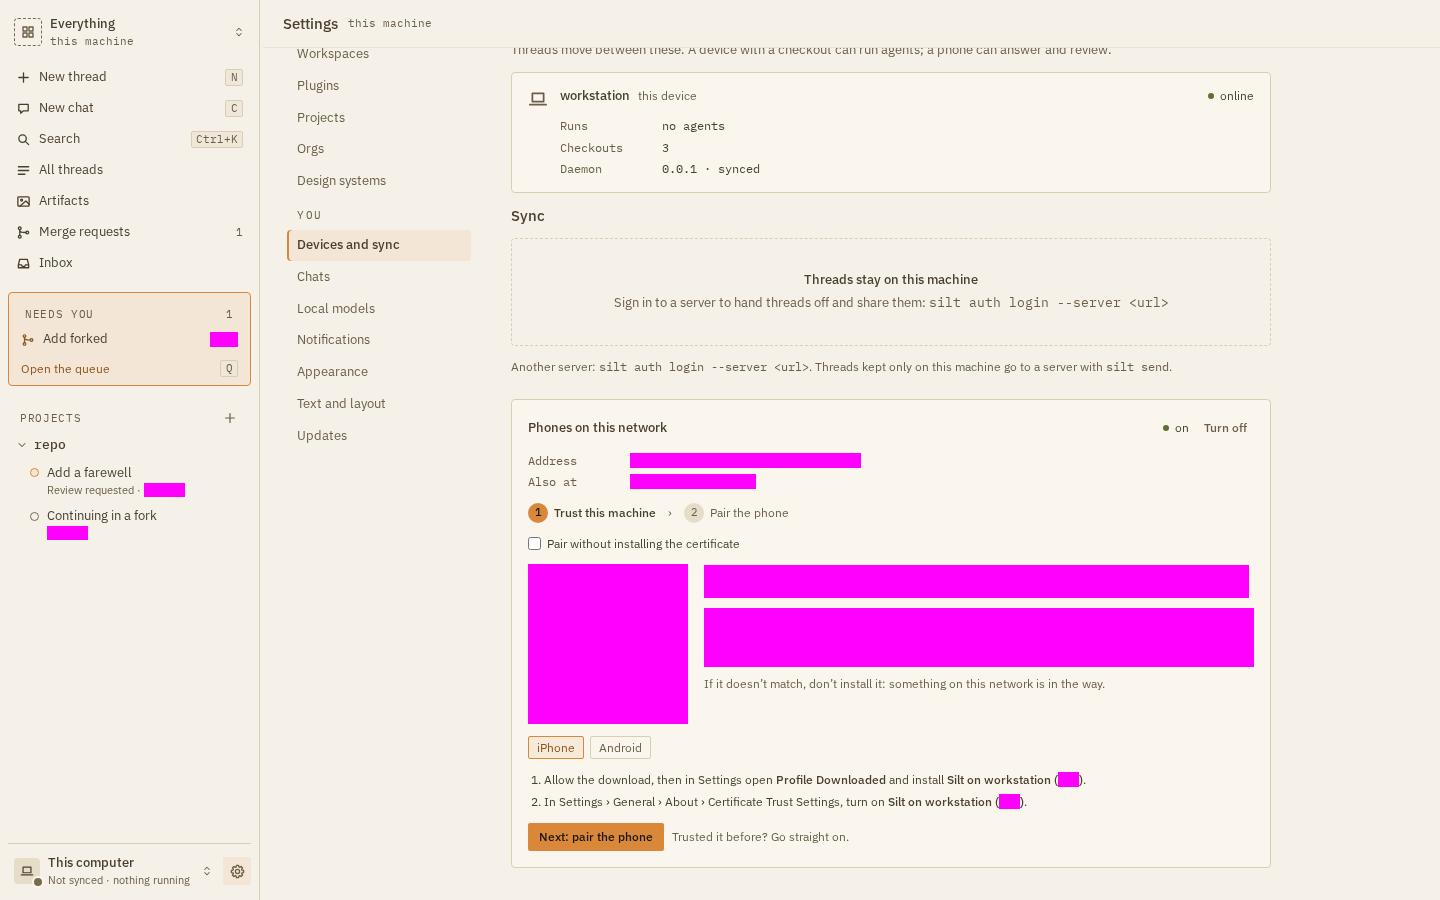 Everything
this machine
New thread N
New chat C
Search Ctrl+K
All threads
Artifacts
Merge requests 1
Inbox
NEEDS YOU 1
Add forked
Open the queue Q
PROJECTS
repo
Add a farewell
Review requested ·
Continuing in a fork
This computer
Not synced · nothing running
Settings this machine
Workspaces
Plugins
Projects
Orgs
Design systems
YOU
Devices and sync
Chats
Local models
Notifications
Appearance
Text and layout
Updates
Threads move between these. A device with a checkout can run agents; a phone can answer and review.
workstation this device online
Runs no agents
Checkouts 3
Daemon 0.0.1 · synced
Sync
Threads stay on this machine
Sign in to a server to hand threads off and share them: silt auth login --server <url>
Another server: silt auth login --server <url>. Threads kept only on this machine go to a server with silt send.
Phones on this network on Turn off
Address
Also at
1 Trust this machine › 2 Pair the phone
Pair without installing the certificate
If it doesn’t match, don’t install it: something on this network is in the way.
iPhone Android
1. Allow the download, then in Settings open Profile Downloaded and install Silt on workstation ( ).
2. In Settings › General › About › Certificate Trust Settings, turn on Silt on workstation ( ).
Next: pair the phone Trusted it before? Go straight on.